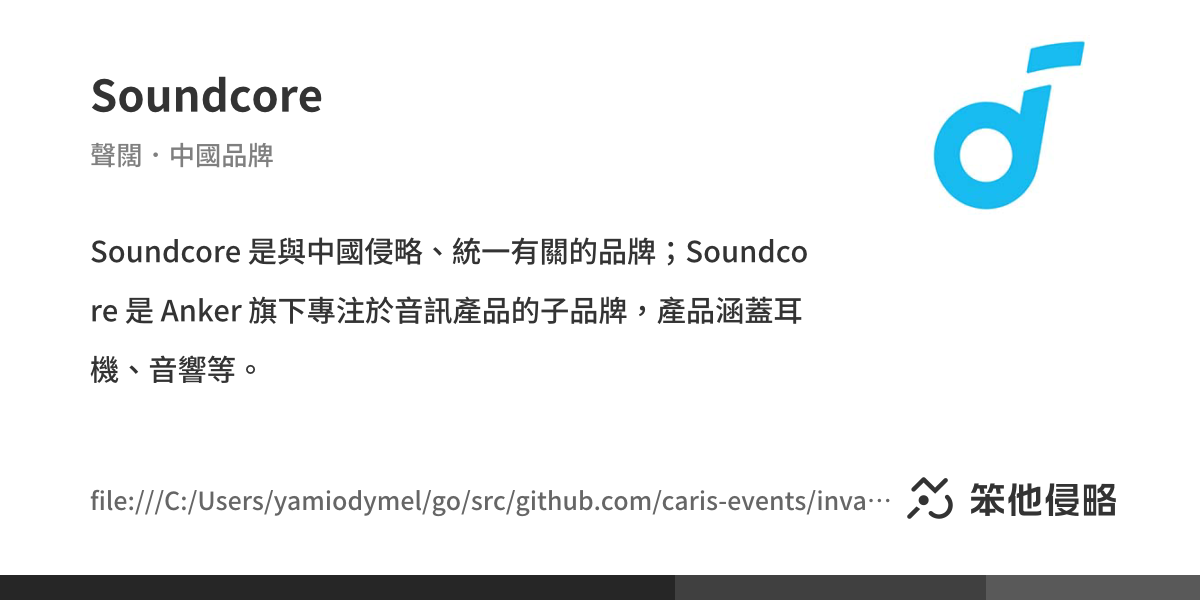 Soundcore
聲闊・中國品牌
Soundcore 是與中國侵略、統一有關的品牌；Soundco
re 是 Anker 旗下專注於音訊產品的子品牌，產品涵蓋耳
機、音響等。
file:///C:/Users/yamiodymel/go/src/github.com/caris-events/inva…
笨他侵略